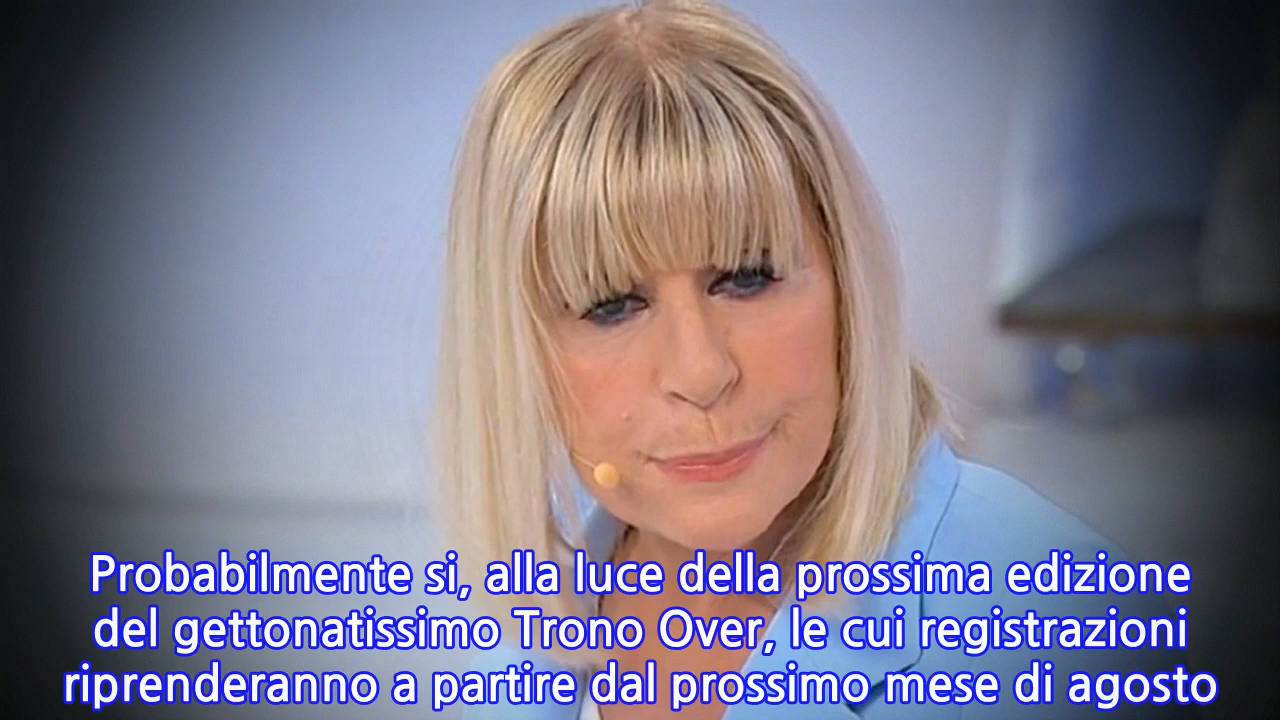 Probabilmente si, alla luce della prossima edizione
del gettonatissimo Trono Over, le cui registrazioni
riprenderanno a partire dal prossimo mese di agosto